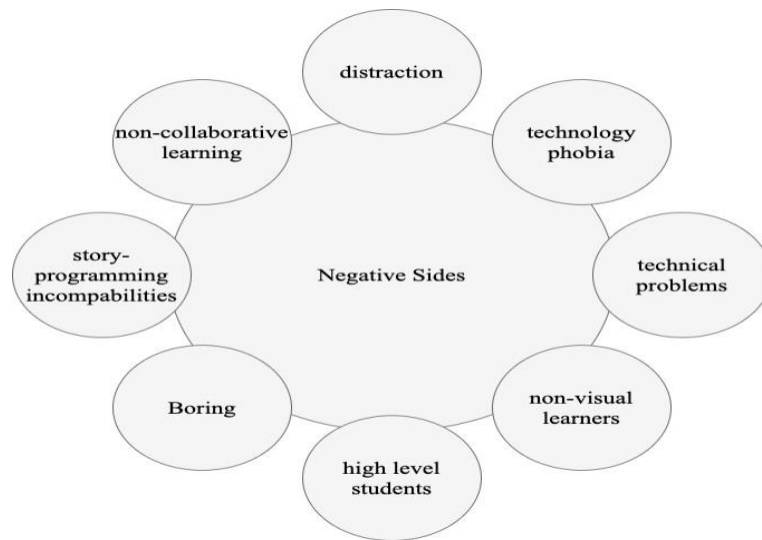 distraction
non-collaborative
learning
technology
phobia
story-
programming
incompabilities
Negative Sides
technical
problems
Boring
non-visual
learners
high level
students